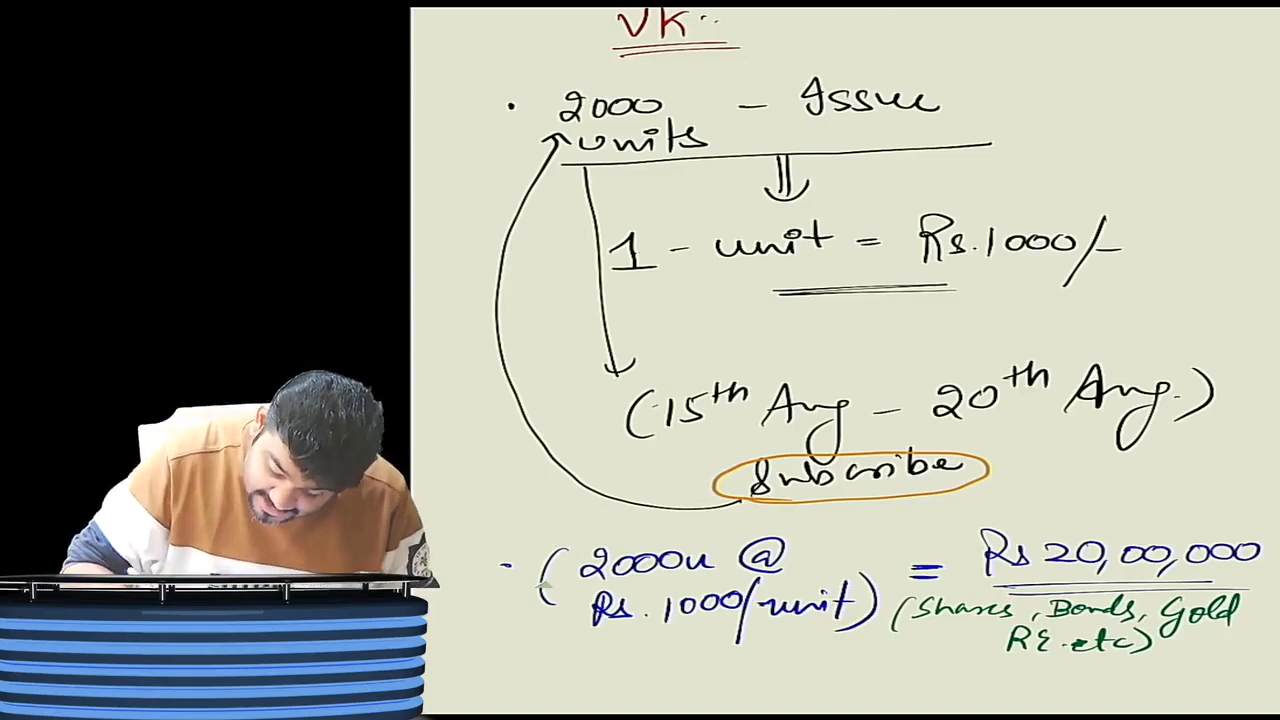 VK..
• 2000 - Issue
units
1 - unit = Rs.1000/-
(15th Aug - 20th Aug.)
Subscribe
• (2000u @ = Rs 20,00,000
Rs.1000/unit) (Shares, Bonds, Gold
RE. etc)